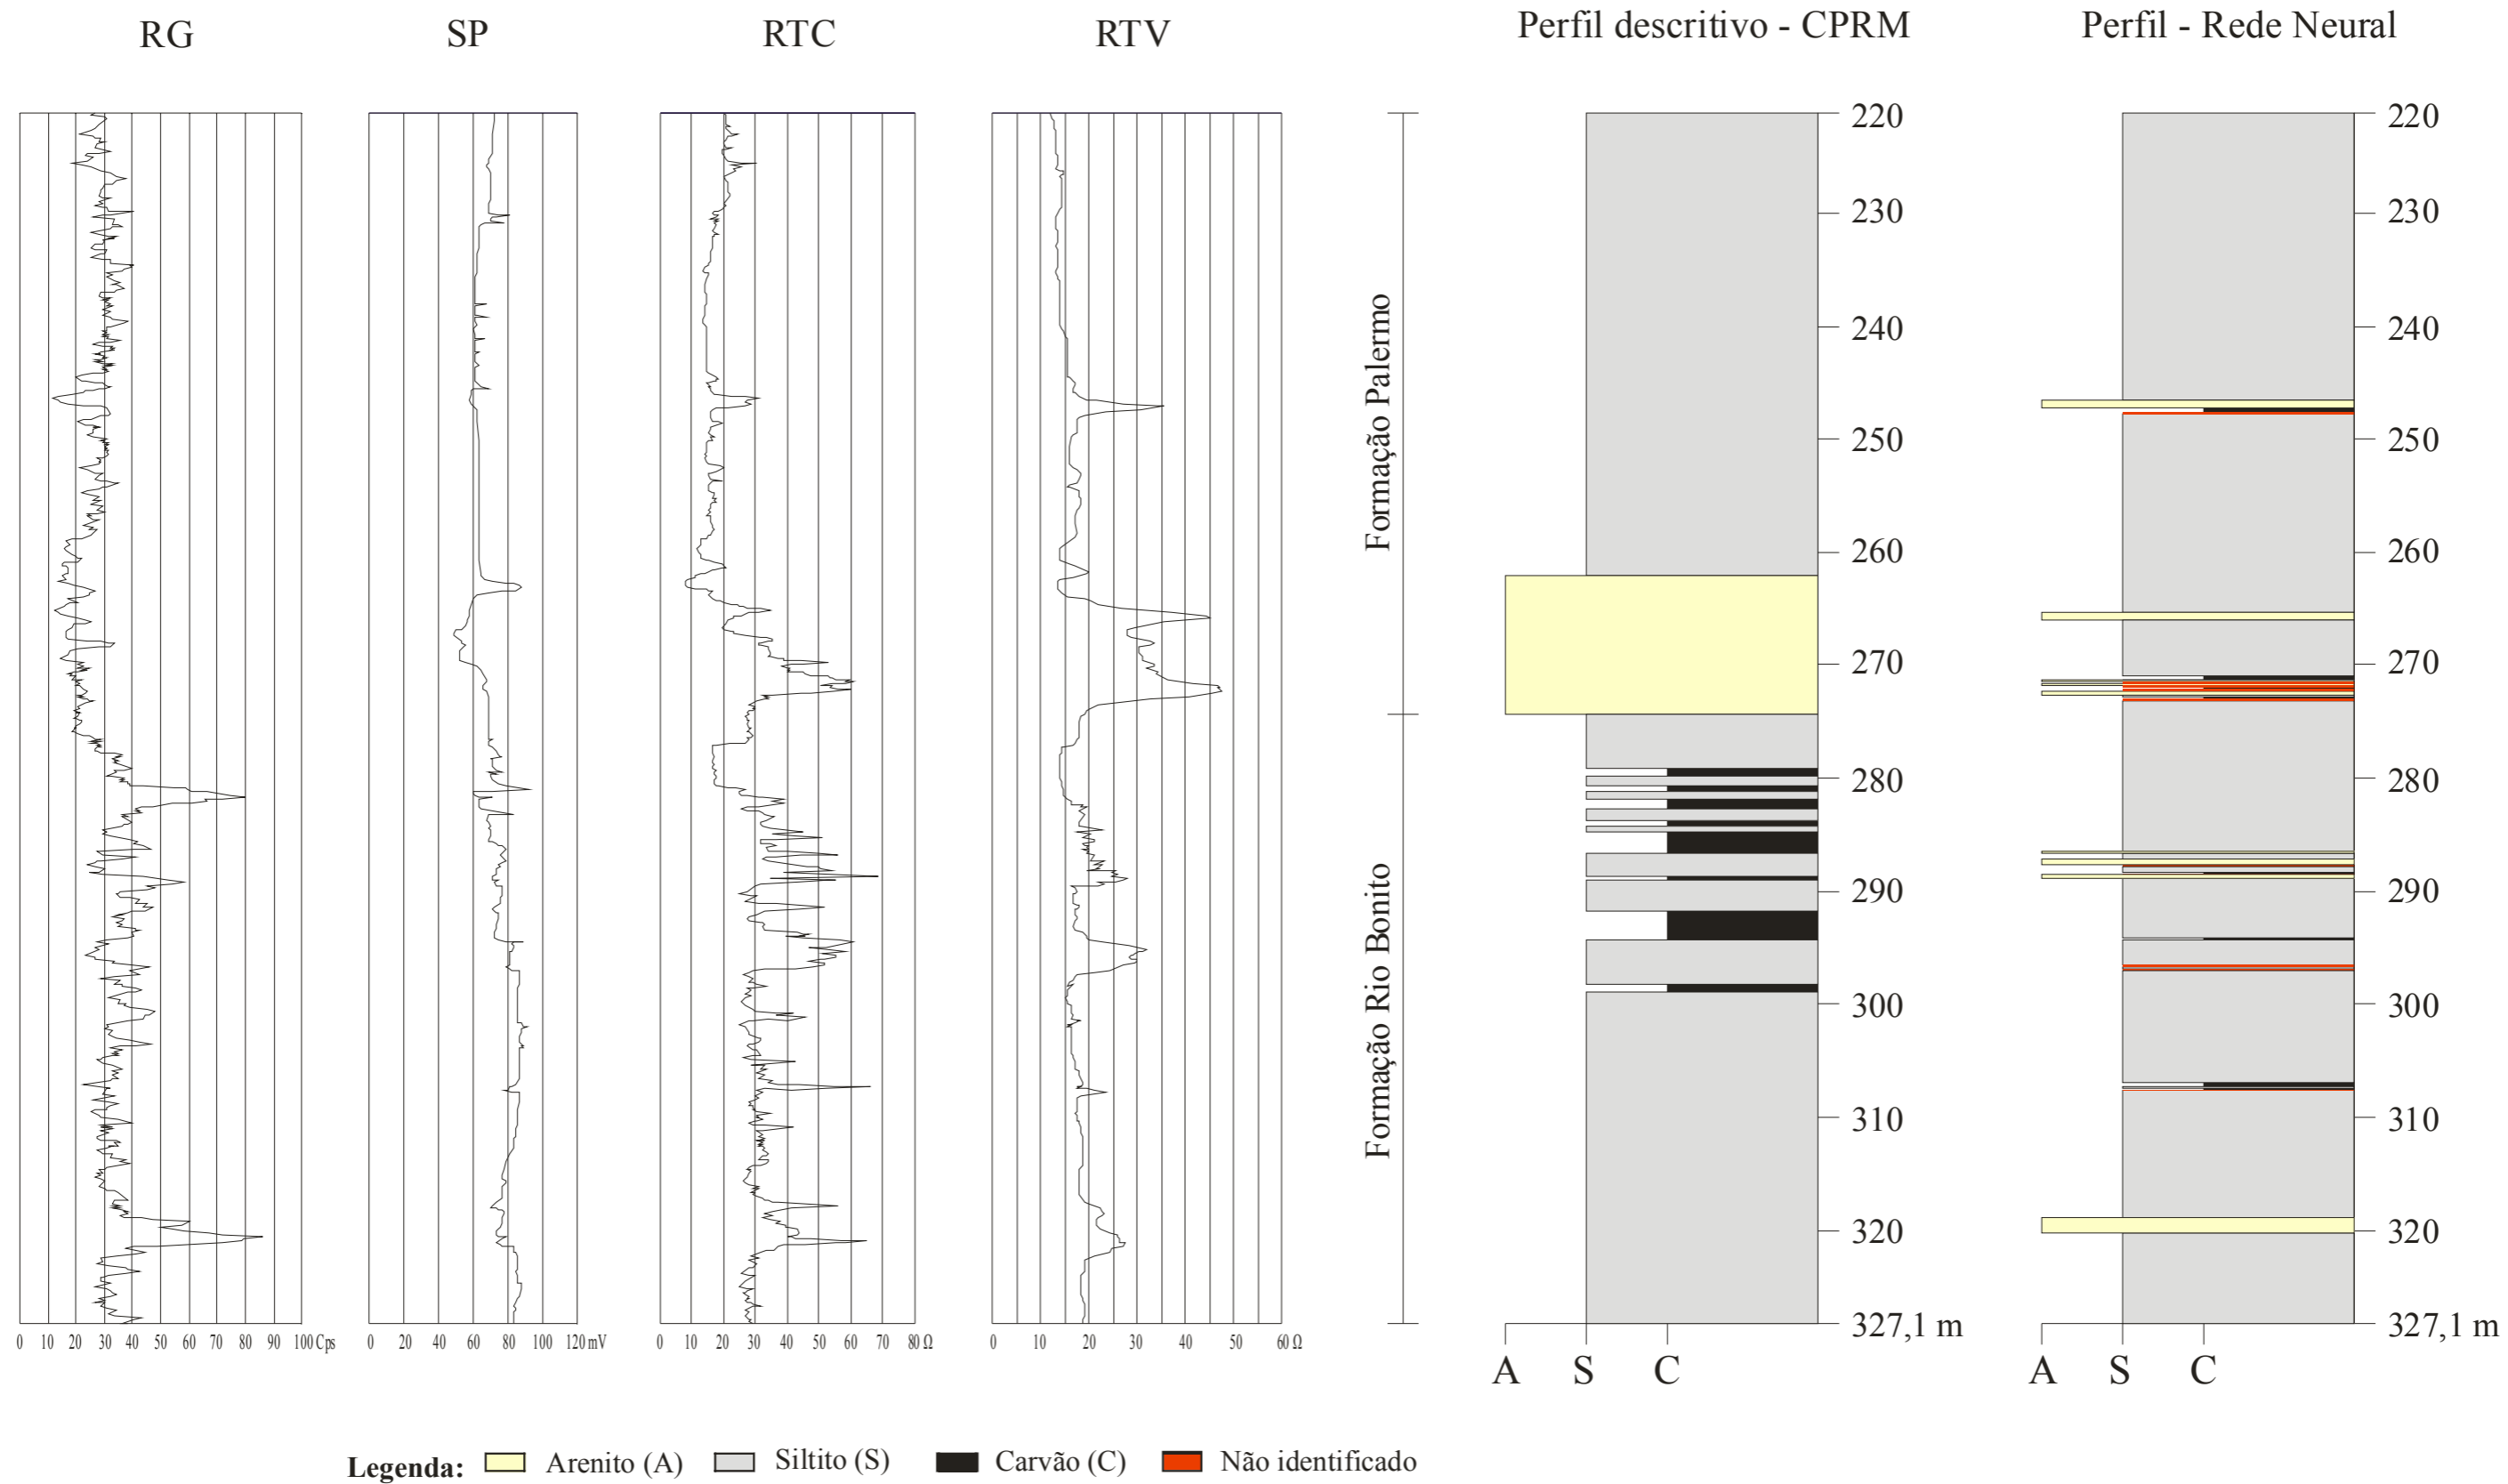 RG
SP
RTC
RTV
Perfil descritivo - CPRM
Perfil - Rede Neural
0 10 20 30 40 50 60 70 80 90 100 Cps
0 20 40 60 80 100 120 mV
0 10 20 30 40 50 60 70 80 Ω
0 10 20 30 40 50 60 Ω
Formação Palermo
Formação Rio Bonito
220
230
240
250
260
270
280
290
300
310
320
327,1 m
A S C
220
230
240
250
260
270
280
290
300
310
320
327,1 m
A S C
Legenda: Arenito (A) Siltito (S) Carvão (C) Não identificado